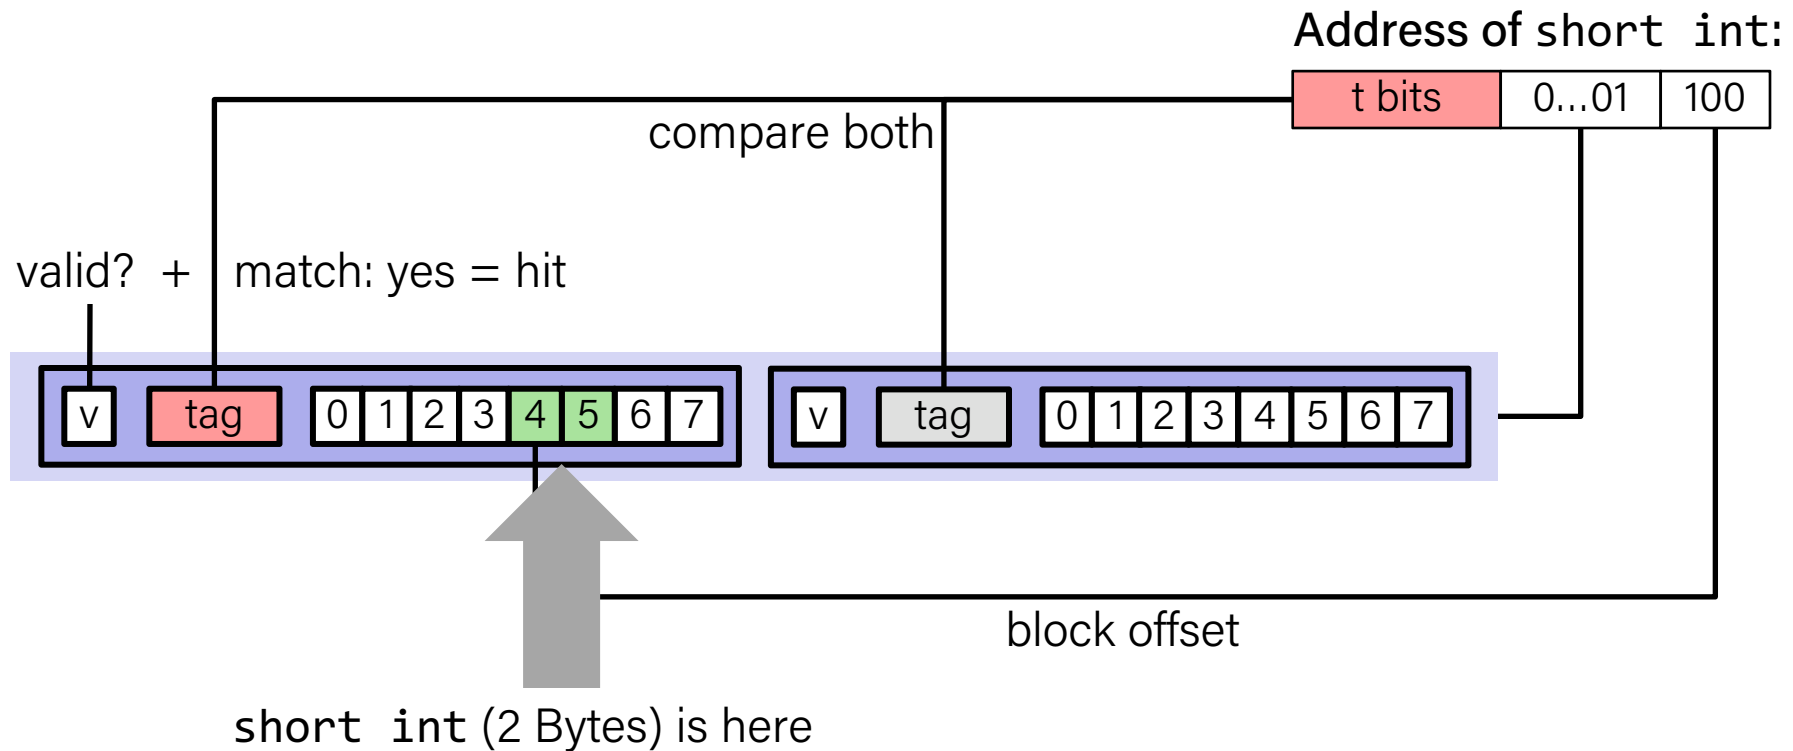 Address of short int:
t bits 0...01 100
compare both
valid? + match: yes = hit
v tag 0 1 2 3 4 5 6 7 v tag 0 1 2 3 4 5 6 7
block offset
short int (2 Bytes) is here